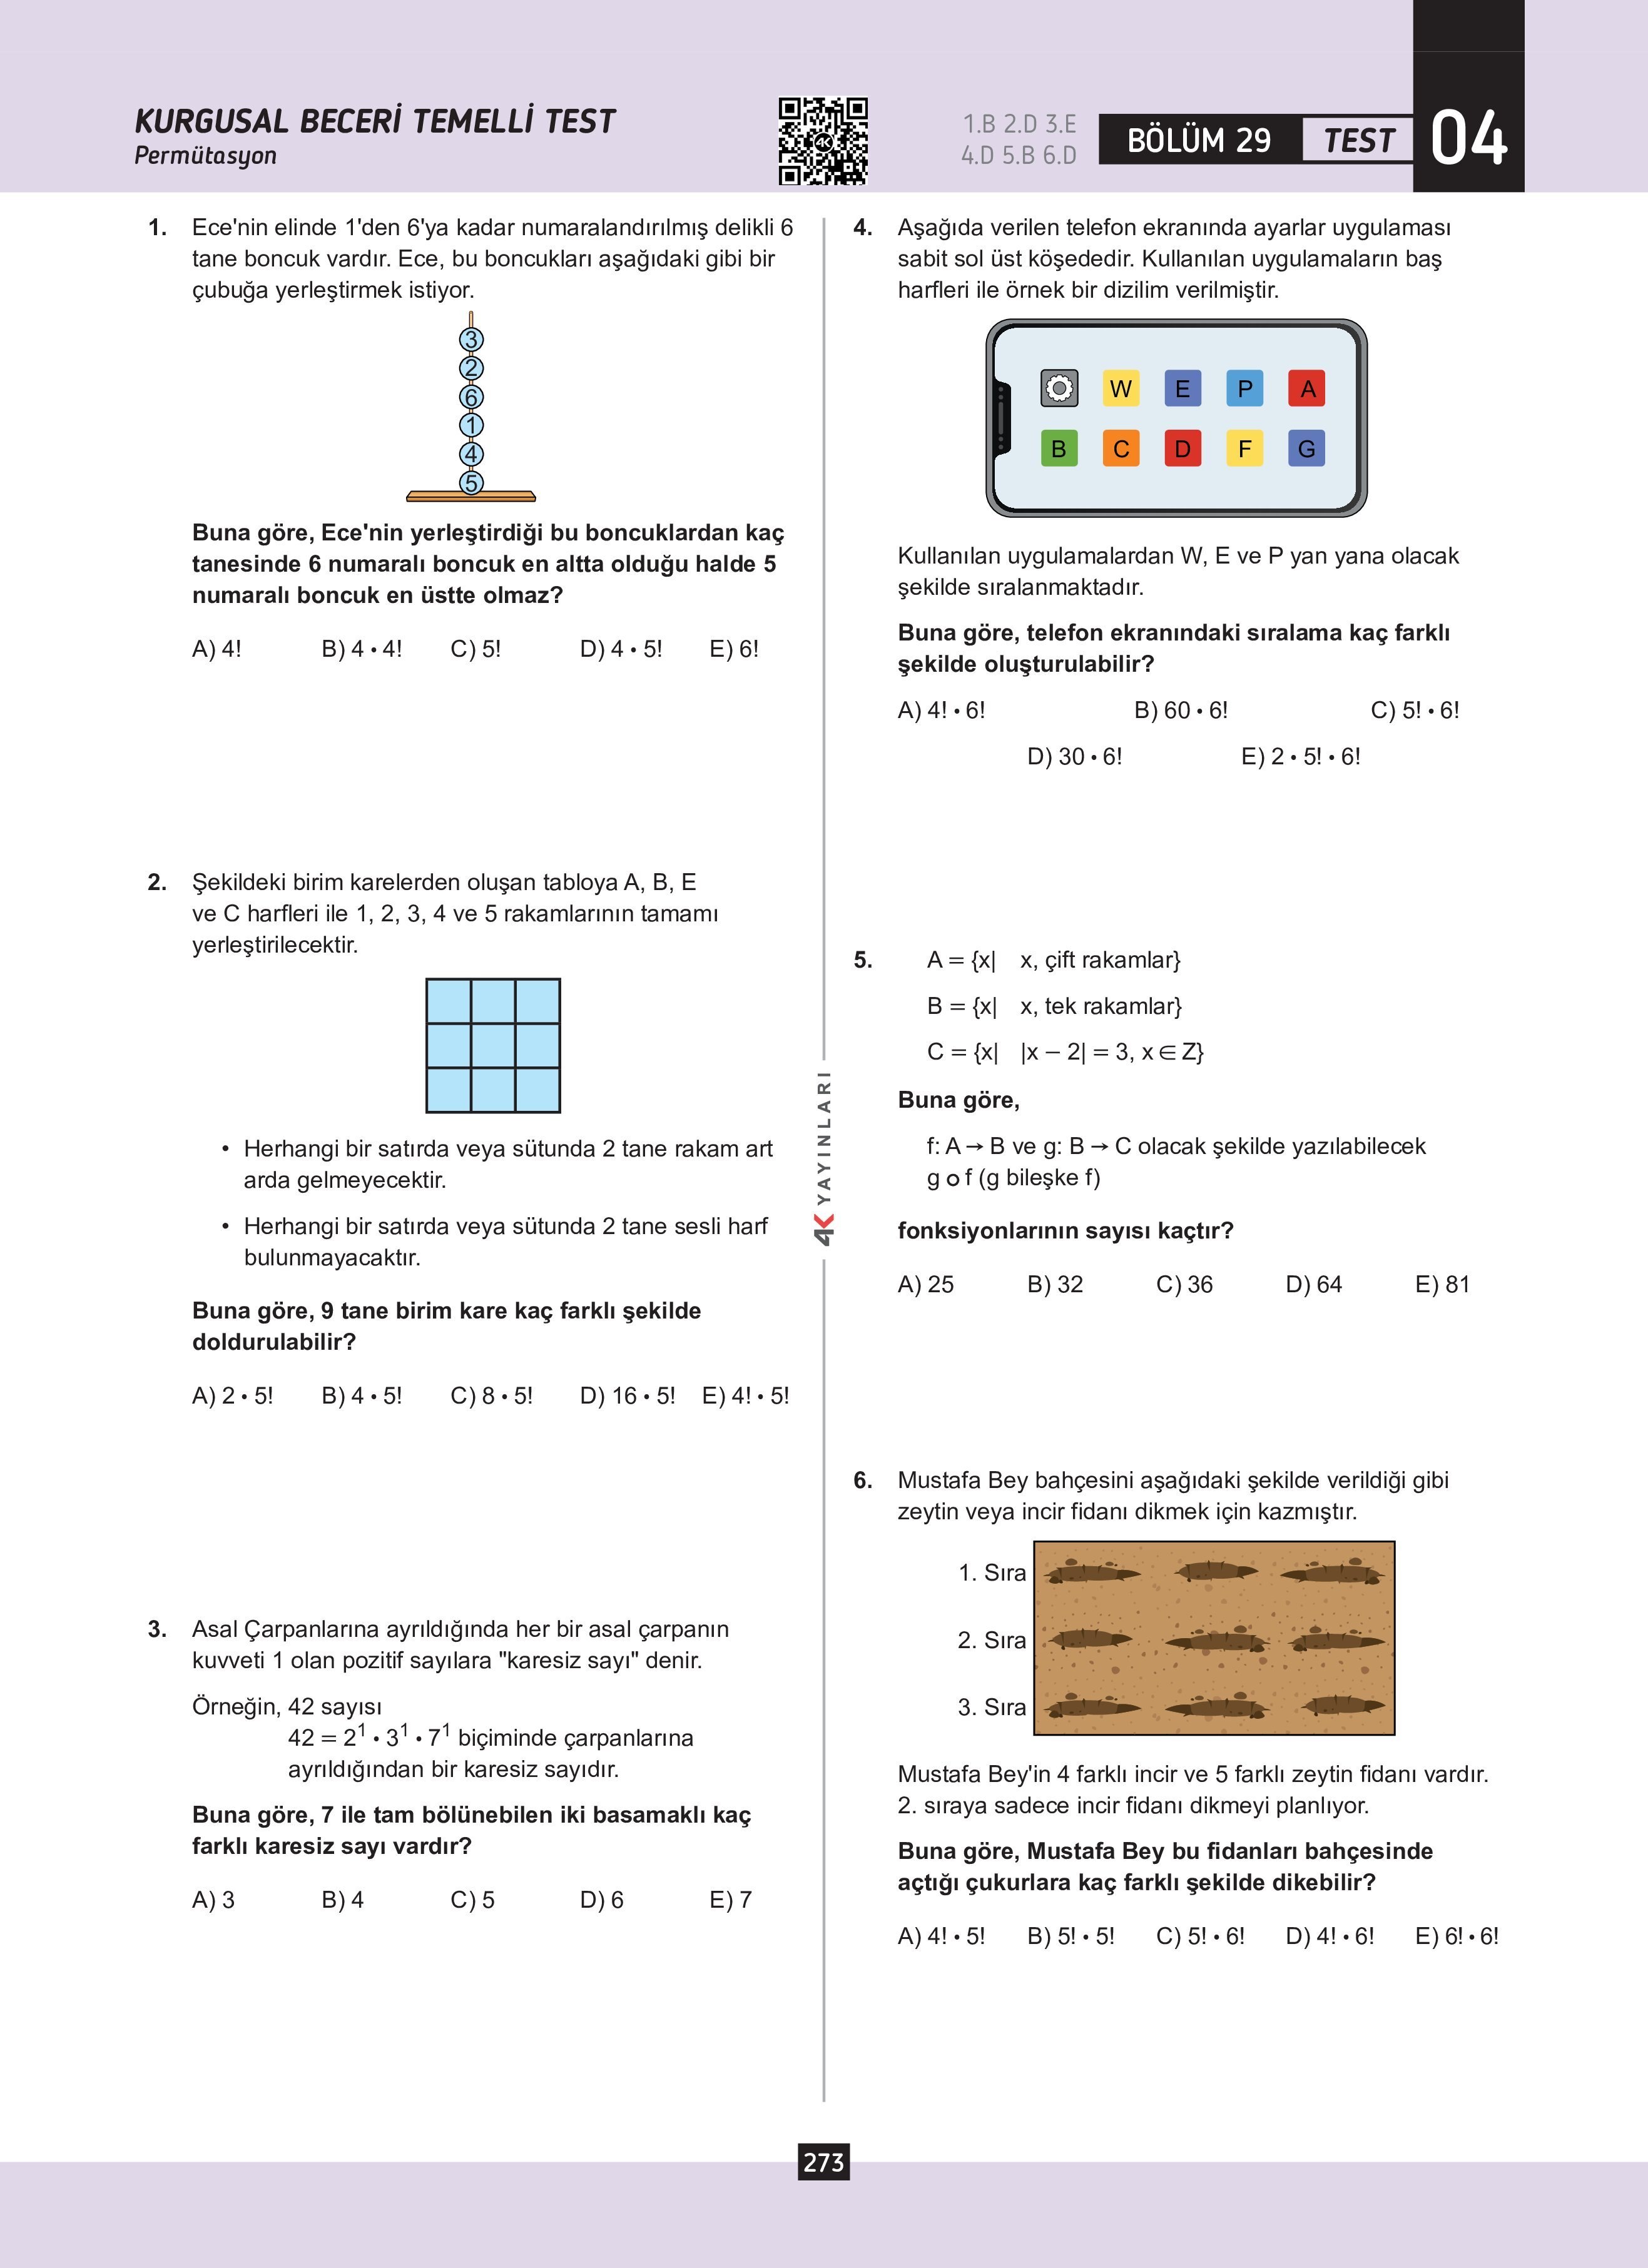 KURGUSAL BECERİ TEMELLİ TEST
Permütasyon
4K
1.B 2.D 3.E
4.D 5.B 6.D
BÖLÜM 29
TEST
04
1. Ece'nin elinde 1'den 6'ya kadar numaralandırılmış delikli 6
tane boncuk vardır. Ece, bu boncukları aşağıdaki gibi bir
çubuğa yerleştirmek istiyor.
3
2
6
1
4
5
Buna göre, Ece'nin yerleştirdiği bu boncuklardan kaç
tanesinde 6 numaralı boncuk en altta olduğu halde 5
numaralı boncuk en üstte olmaz?
A) 4! B) 4 • 4! C) 5! D) 4 • 5! E) 6!
2. Şekildeki birim karelerden oluşan tabloya A, B, E
ve C harfleri ile 1, 2, 3, 4 ve 5 rakamlarının tamamı
yerleştirilecektir.
• Herhangi bir satırda veya sütunda 2 tane rakam art
arda gelmeyecektir.
• Herhangi bir satırda veya sütunda 2 tane sesli harf
bulunmayacaktır.
Buna göre, 9 tane birim kare kaç farklı şekilde
doldurulabilir?
A) 2 • 5! B) 4 • 5! C) 8 • 5! D) 16 • 5! E) 4! • 5!
3. Asal Çarpanlarına ayrıldığında her bir asal çarpanın
kuvveti 1 olan pozitif sayılara "karesiz sayı" denir.
Örneğin, 42 sayısı
42 = 2¹ • 3¹ • 7¹ biçiminde çarpanlarına
ayrıldığından bir karesiz sayıdır.
Buna göre, 7 ile tam bölünebilen iki basamaklı kaç
farklı karesiz sayı vardır?
A) 3 B) 4 C) 5 D) 6 E) 7
4K YAYINLARI
4. Aşağıda verilen telefon ekranında ayarlar uygulaması
sabit sol üst köşededir. Kullanılan uygulamaların baş
harfleri ile örnek bir dizilim verilmiştir.
W E P A
B C D F G
Kullanılan uygulamalardan W, E ve P yan yana olacak
şekilde sıralanmaktadır.
Buna göre, telefon ekranındaki sıralama kaç farklı
şekilde oluşturulabilir?
A) 4! • 6! B) 60 • 6! C) 5! • 6!
D) 30 • 6! E) 2 • 5! • 6!
5. A = {x| x, çift rakamlar}
B = {x| x, tek rakamlar}
C = {x| |x – 2| = 3, x ∈ Z}
Buna göre,
f: A → B ve g: B → C olacak şekilde yazılabilecek
g o f (g bileşke f)
fonksiyonlarının sayısı kaçtır?
A) 25 B) 32 C) 36 D) 64 E) 81
6. Mustafa Bey bahçesini aşağıdaki şekilde verildiği gibi
zeytin veya incir fidanı dikmek için kazmıştır.
1. Sıra
2. Sıra
3. Sıra
Mustafa Bey'in 4 farklı incir ve 5 farklı zeytin fidanı vardır.
2. sıraya sadece incir fidanı dikmeyi planlıyor.
Buna göre, Mustafa Bey bu fidanları bahçesinde
açtığı çukurlara kaç farklı şekilde dikebilir?
A) 4! • 5! B) 5! • 5! C) 5! • 6! D) 4! • 6! E) 6! • 6!
273